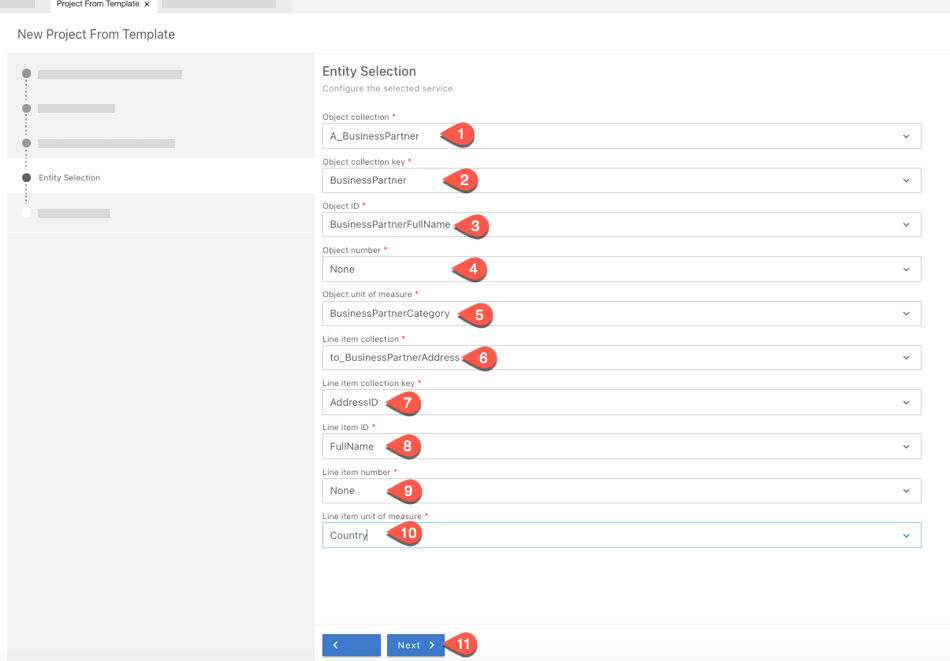 Project From Template ×
New Project From Template
Entity Selection
Entity Selection
Configure the selected service.
Object collection *
A_BusinessPartner
1
Object collection key *
BusinessPartner
2
Object ID *
BusinessPartnerFullName
3
Object number *
None
4
Object unit of measure *
BusinessPartnerCategory
5
Line item collection *
to_BusinessPartnerAddress
6
Line item collection key *
AddressID
7
Line item ID *
FullName
8
Line item number *
None
9
Line item unit of measure *
Country
10
Next
11